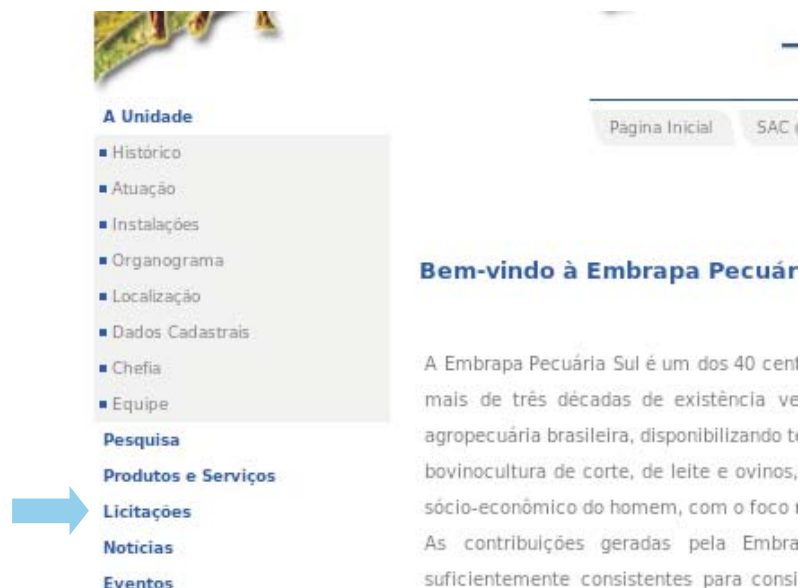 A Unidade
Histórico
Atuação
Instalações
Organograma
Localização
Dados Cadastrais
Chefia
Equipe
Pesquisa
Produtos e Serviços
Licitações
Notícias
Eventos
Pagina Inicial SAC
Bem-vindo à Embrapa Pecuár
A Embrapa Pecuária Sul é um dos 40 cent
mais de três décadas de existência ve
agropecuária brasileira, disponibilizando te
bovinocultura de corte, de leite e ovinos,
sócio-econômico do homem, com o foco
As contribuições geradas pela Embra
suficientemente consistentes para consi